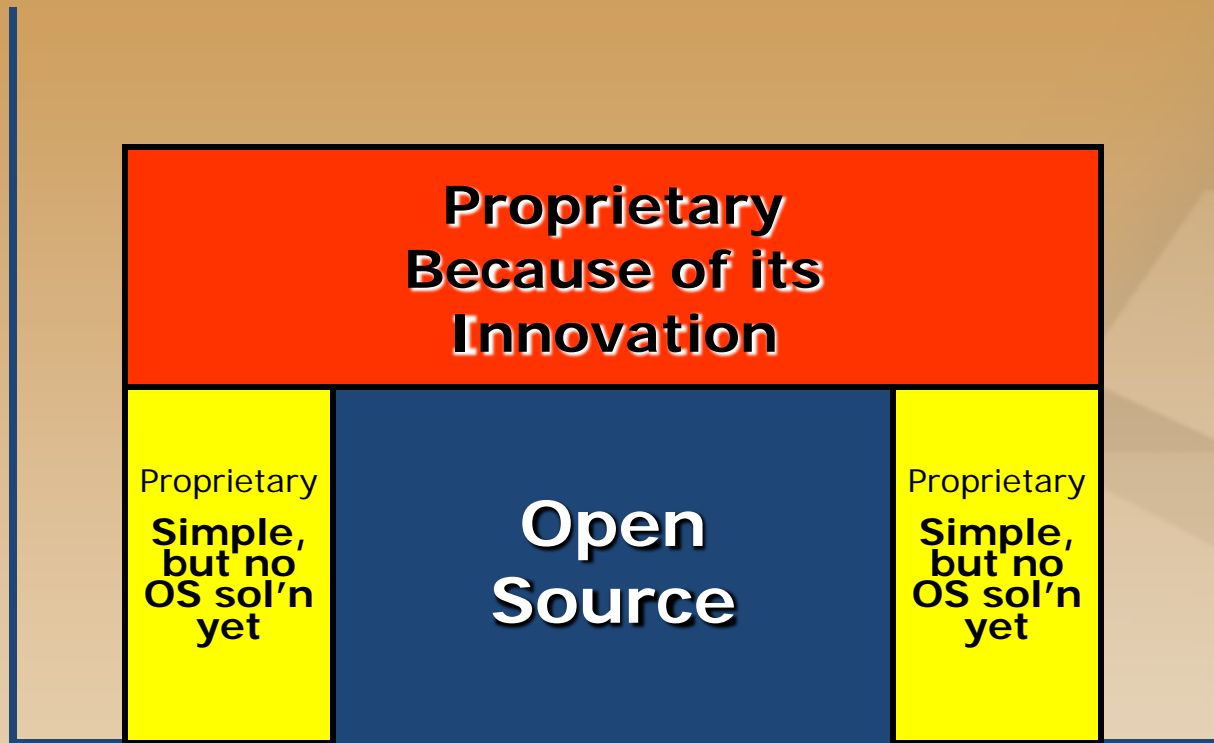 Proprietary
Because of its
Innovation
Proprietary
Simple,
but no
OS sol’n
yet
Open
Source
Proprietary
Simple,
but no
OS sol’n
yet